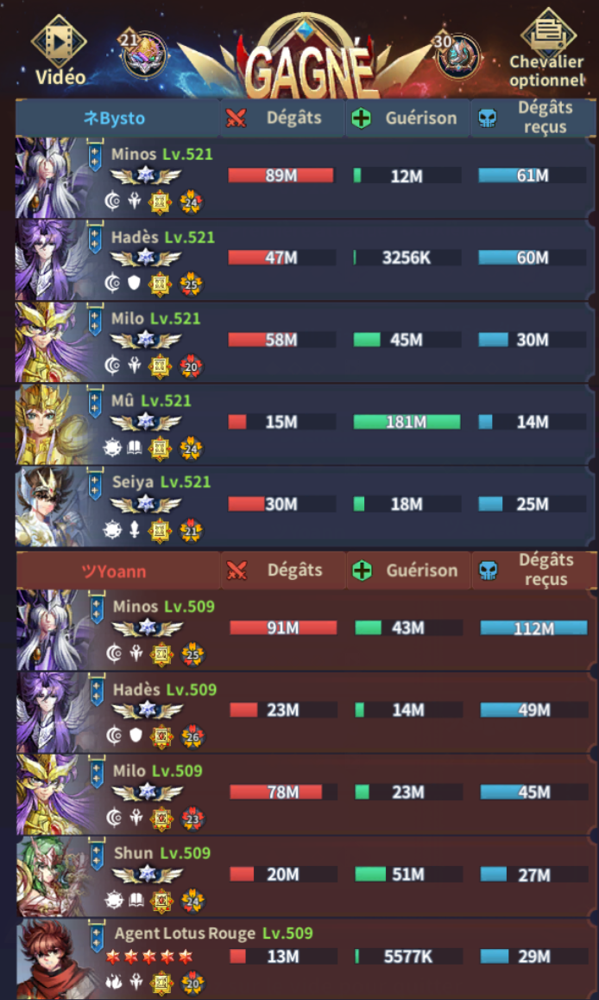 21
GAGNÉ
30
Vidéo
Chevalier
optionnel
ネBysto
Dégâts
Guérison
Dégâts
reçus
Minos Lv.521
89M
12M
61M
24
Hadès Lv.521
47M
3256K
60M
25
Milo Lv.521
58M
45M
30M
20
Mû Lv.521
15M
181M
14M
24
Seiya Lv.521
30M
18M
25M
21
ツYoann
Dégâts
Guérison
Dégâts
reçus
Minos Lv.509
91M
43M
112M
25
Hadès Lv.509
23M
14M
49M
26
Milo Lv.509
78M
23M
45M
23
Shun Lv.509
20M
51M
27M
24
Agent Lotus Rouge Lv.509
13M
5577K
29M
20